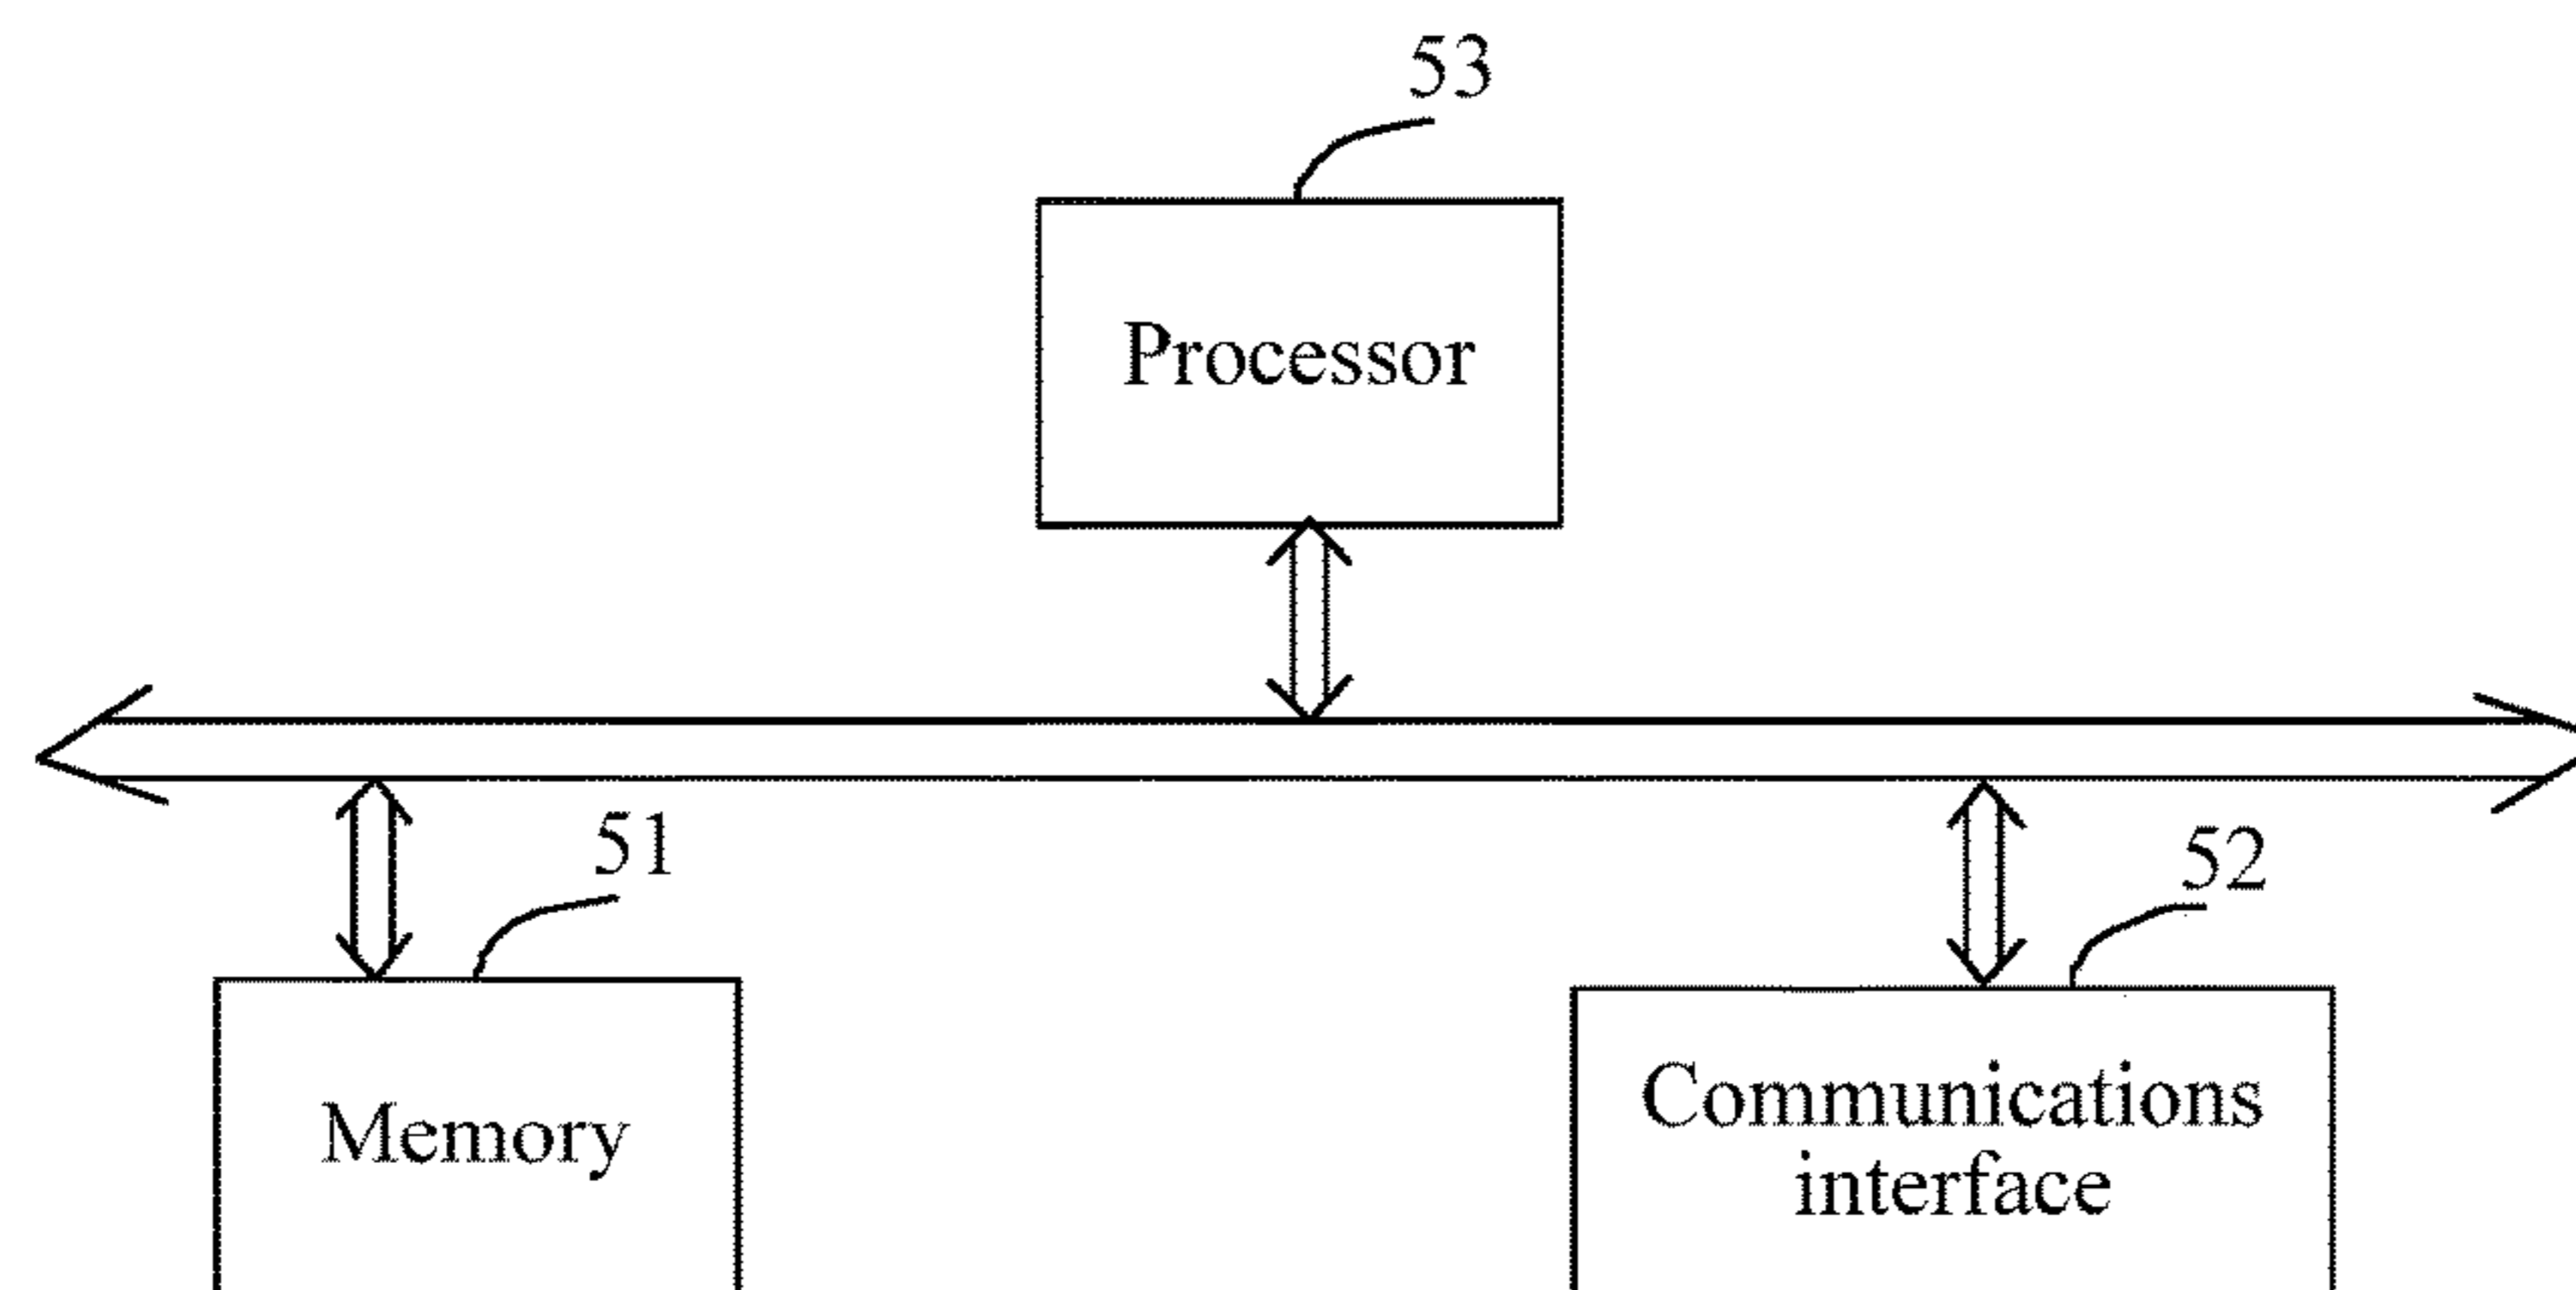 53
Processor
51
52
Memory
Communications
interface